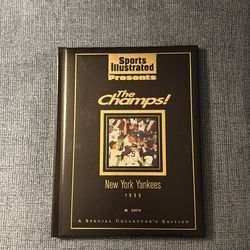 Sports
Illustrated
Presents
The
Champs!
New York Yankees
1996
A Special Collector's Edition